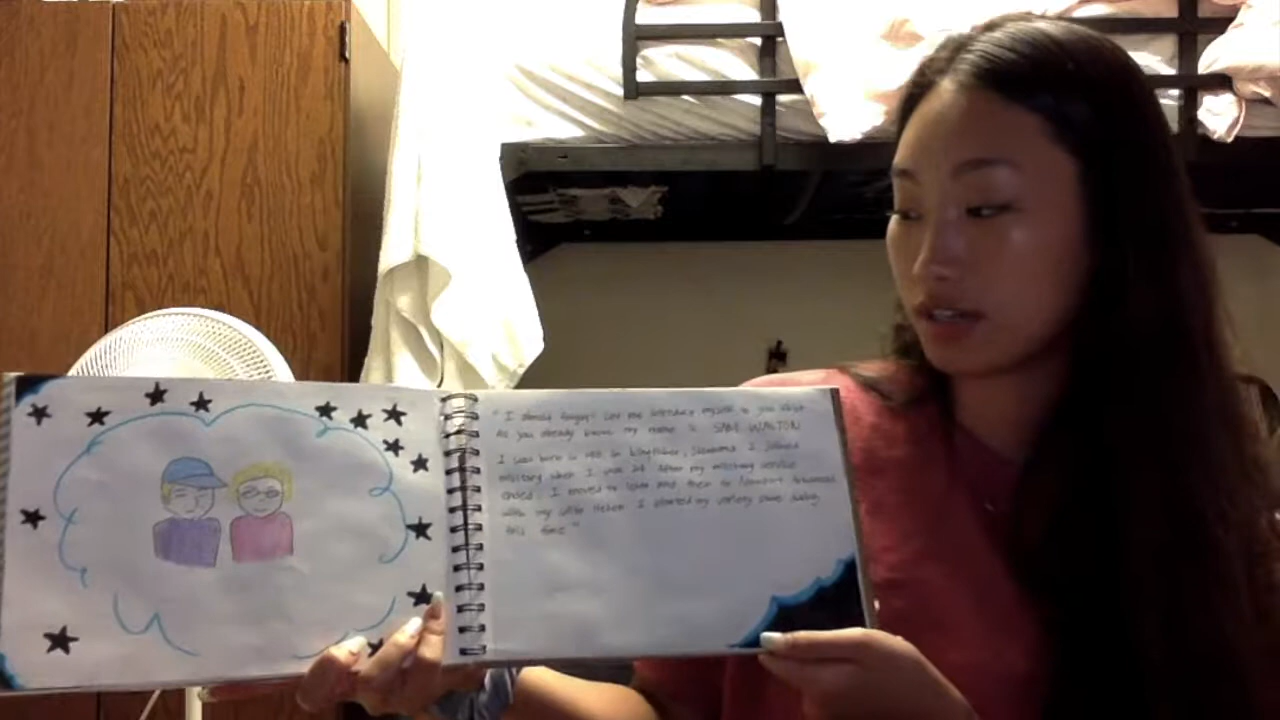 " I almost forgot! Let me introduce myself to you first
As you already know my name is SAM WALTON
I was born in 1918 in Kingfisher, Oklahoma I joined
military when I was 24 After my military service
ended, I moved to Iowa and then to Newport Arkansas
with my wife Helen I started my variety store during
this time "